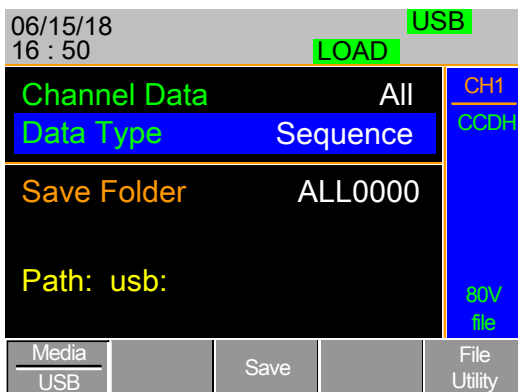 06/15/18 USB
16 : 50 LOAD
Channel Data All
Data Type Sequence
Save Folder ALL0000
Path: usb:
CH1
CCDH
80V
file
Media
USB
Save
File
Utility